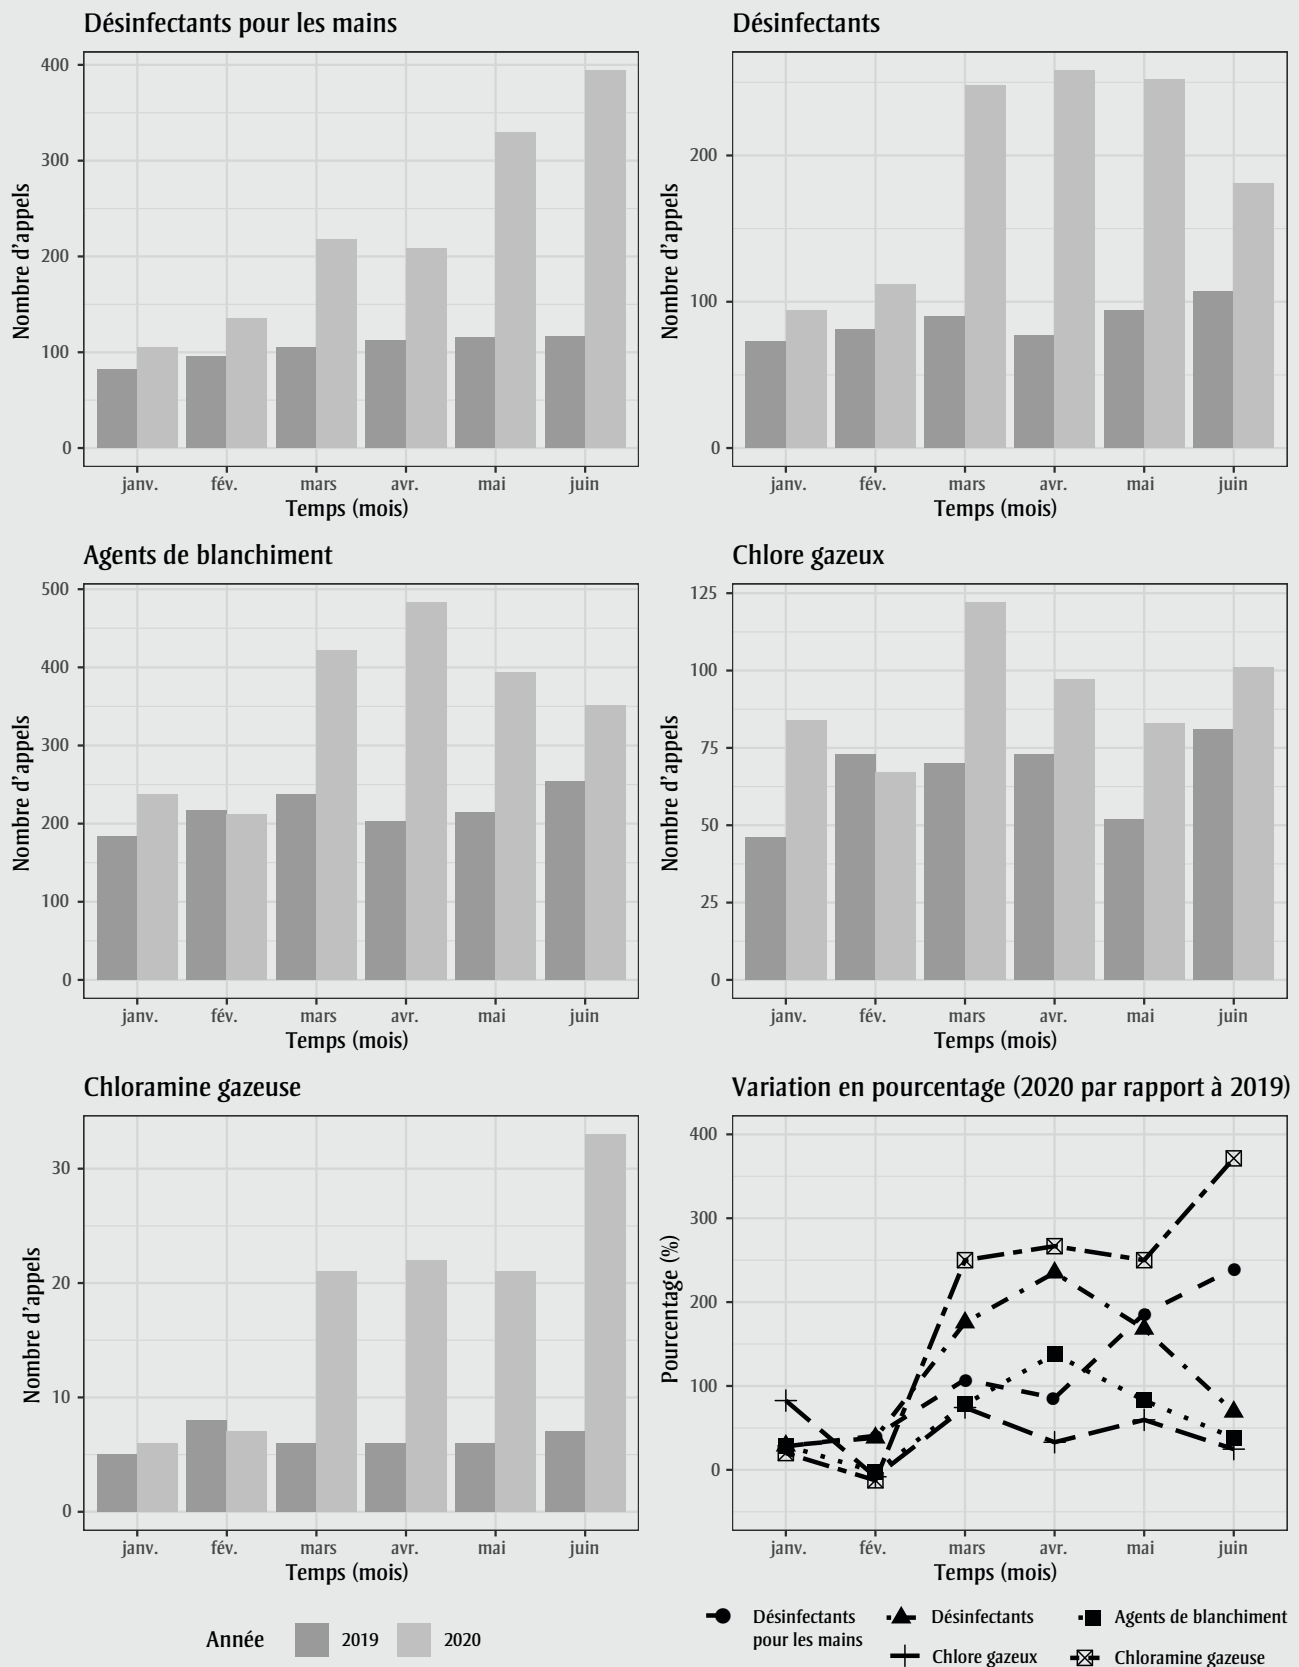 Désinfectants pour les mains
400
300
200
100
0
Nombre d'appels
janv. fév. mars avr. mai juin
Temps (mois)
Désinfectants
200
100
0
Nombre d'appels
janv. fév. mars avr. mai juin
Temps (mois)
Agents de blanchiment
500
400
300
200
100
0
Nombre d'appels
janv. fév. mars avr. mai juin
Temps (mois)
Chlore gazeux
125
100
75
50
25
0
Nombre d'appels
janv. fév. mars avr. mai juin
Temps (mois)
Chloramine gazeuse
30
20
10
0
Nombre d'appels
janv. fév. mars avr. mai juin
Temps (mois)
Variation en pourcentage (2020 par rapport à 2019)
400
300
200
100
0
Pourcentage (%)
janv. fév. mars avr. mai juin
Temps (mois)
Année 2019 2020
Désinfectants
pour les mains
Désinfectants
Agents de blanchiment
Chlore gazeux
Chloramine gazeuse